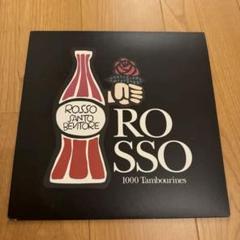 ROSSO
SANTO
BEVITORE
RO
SSO
1000 Tambourines